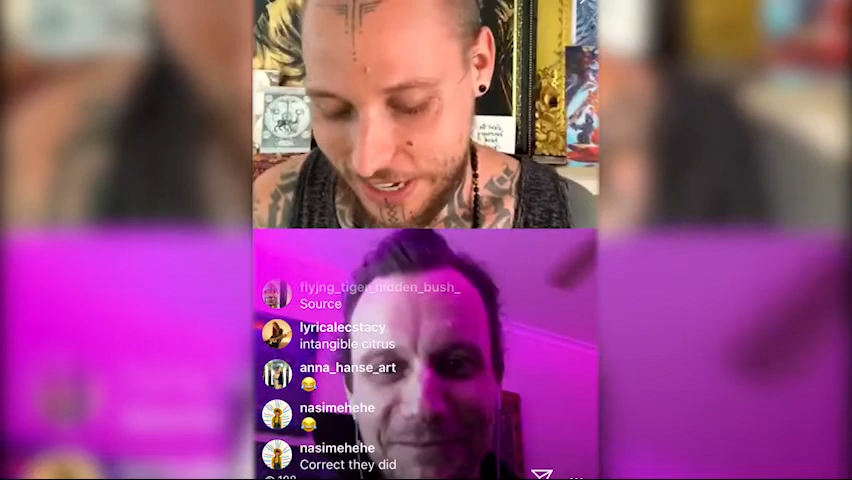 flyjng_tiger_hidden_bush_
Source
lyricalecstacy
intangible citrus
anna_hanse_art
😂
nasimehehe
😂
nasimehehe
Correct they did